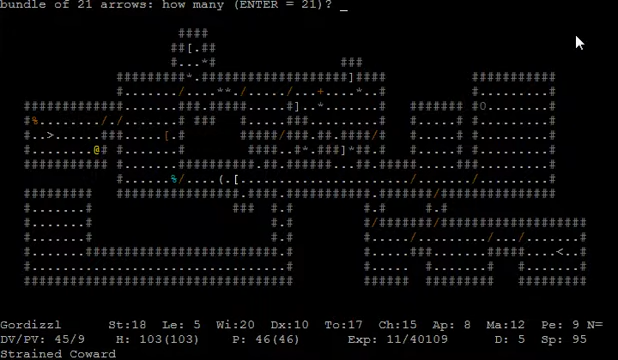 bundle of 21 arrows: how many (ENTER = 21)? _
Gordizzl St:18 Le: 5 Wi:20 Dx:10 To:17 Ch:15 Ap: 8 Ma:12 Pe: 9 N=
DV/PV: 45/9 H: 103(103) P: 46(46) Exp: 11/40109 D: 5 Sp: 95
Strained Coward